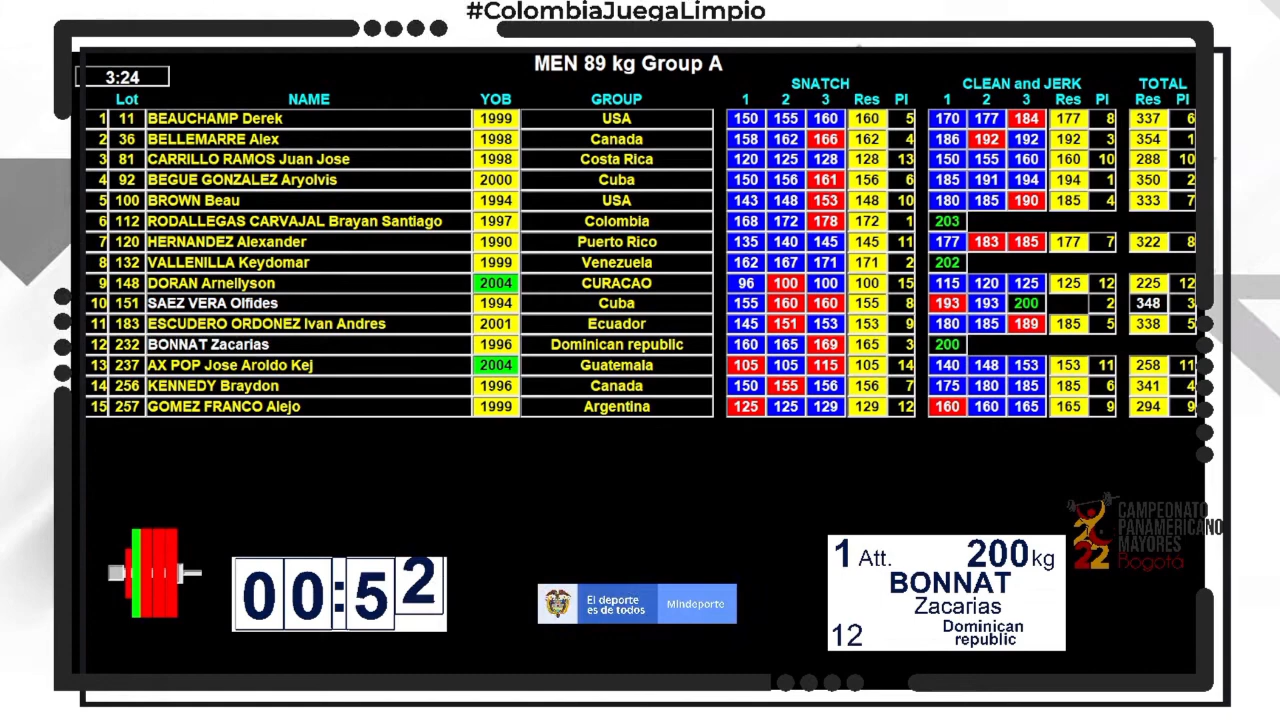 #ColombiaJuegaLimpio
MEN 89 kg Group A
3:24
SNATCH CLEAN and JERK TOTAL
Lot NAME YOB GROUP 1 2 3 Res Pl 1 2 3 Res Pl Res Pl
1 11 BEAUCHAMP Derek 1999 USA 150 155 160 160 5 170 177 184 177 8 337 6
2 36 BELLEMARRE Alex 1998 Canada 158 162 166 162 4 186 192 192 192 3 354 1
3 81 CARRILLO RAMOS Juan Jose 1998 Costa Rica 120 125 128 128 13 150 155 160 160 10 288 10
4 92 BEGUE GONZALEZ Aryolvis 2000 Cuba 150 156 161 156 6 185 191 194 194 1 350 2
5 100 BROWN Beau 1994 USA 143 148 153 148 10 180 185 190 185 4 333 7
6 112 RODALLEGAS CARVAJAL Brayan Santiago 1997 Colombia 168 172 178 172 1 203
7 120 HERNANDEZ Alexander 1990 Puerto Rico 135 140 145 145 11 177 183 185 177 7 322 8
8 132 VALLENILLA Keydomar 1999 Venezuela 162 167 171 171 2 202
9 148 DORAN Arnellyson 2004 CURACAO 96 100 100 100 15 115 120 125 125 12 225 12
10 151 SAEZ VERA Olfides 1994 Cuba 155 160 160 155 8 193 193 200 2 348 3
11 183 ESCUDERO ORDONEZ Ivan Andres 2001 Ecuador 145 151 153 153 9 180 185 189 185 5 338 5
12 232 BONNAT Zacarias 1996 Dominican republic 160 165 169 165 3 200
13 237 AX POP Jose Aroldo Kej 2004 Guatemala 105 105 115 105 14 140 148 153 153 11 258 11
14 256 KENNEDY Braydon 1996 Canada 150 155 156 156 7 175 180 185 185 6 341 4
15 257 GOMEZ FRANCO Alejo 1999 Argentina 125 125 129 129 12 160 160 165 165 9 294 9
00:52
El deporte
es de todos
Mindeporte
1 Att. 200kg
BONNAT
Zacarias
12
Dominican
republic
CAMPEONATO
PANAMERICANO
MAYORES
22 Bogotá